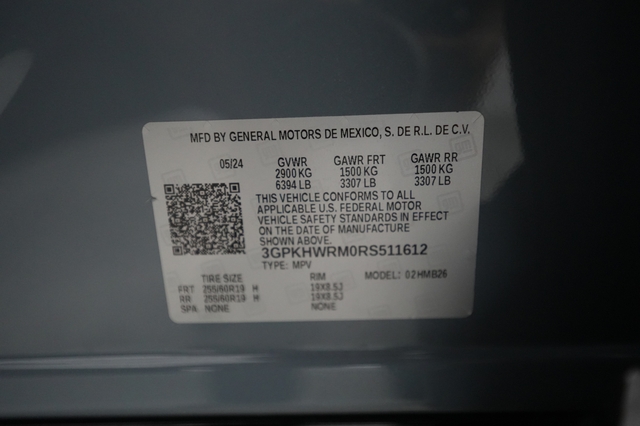 MFD BY GENERAL MOTORS DE MEXICO, S. DE R.L. DE C.V.
05/24 GVWR GAWR FRT GAWR RR
2900 KG 1500 KG 1500 KG
6394 LB 3307 LB 3307 LB
THIS VEHICLE CONFORMS TO ALL
APPLICABLE U.S. FEDERAL MOTOR
VEHICLE SAFETY STANDARDS IN EFFECT
ON THE DATE OF MANUFACTURE
SHOWN ABOVE.
3GPKHWRM0RS511612
TYPE: MPV MODEL: 02HMB26
TIRE SIZE RIM
FRT 255/60R19 H 19X8.5J
RR 255/60R19 H 19X8.5J
SPA NONE NONE